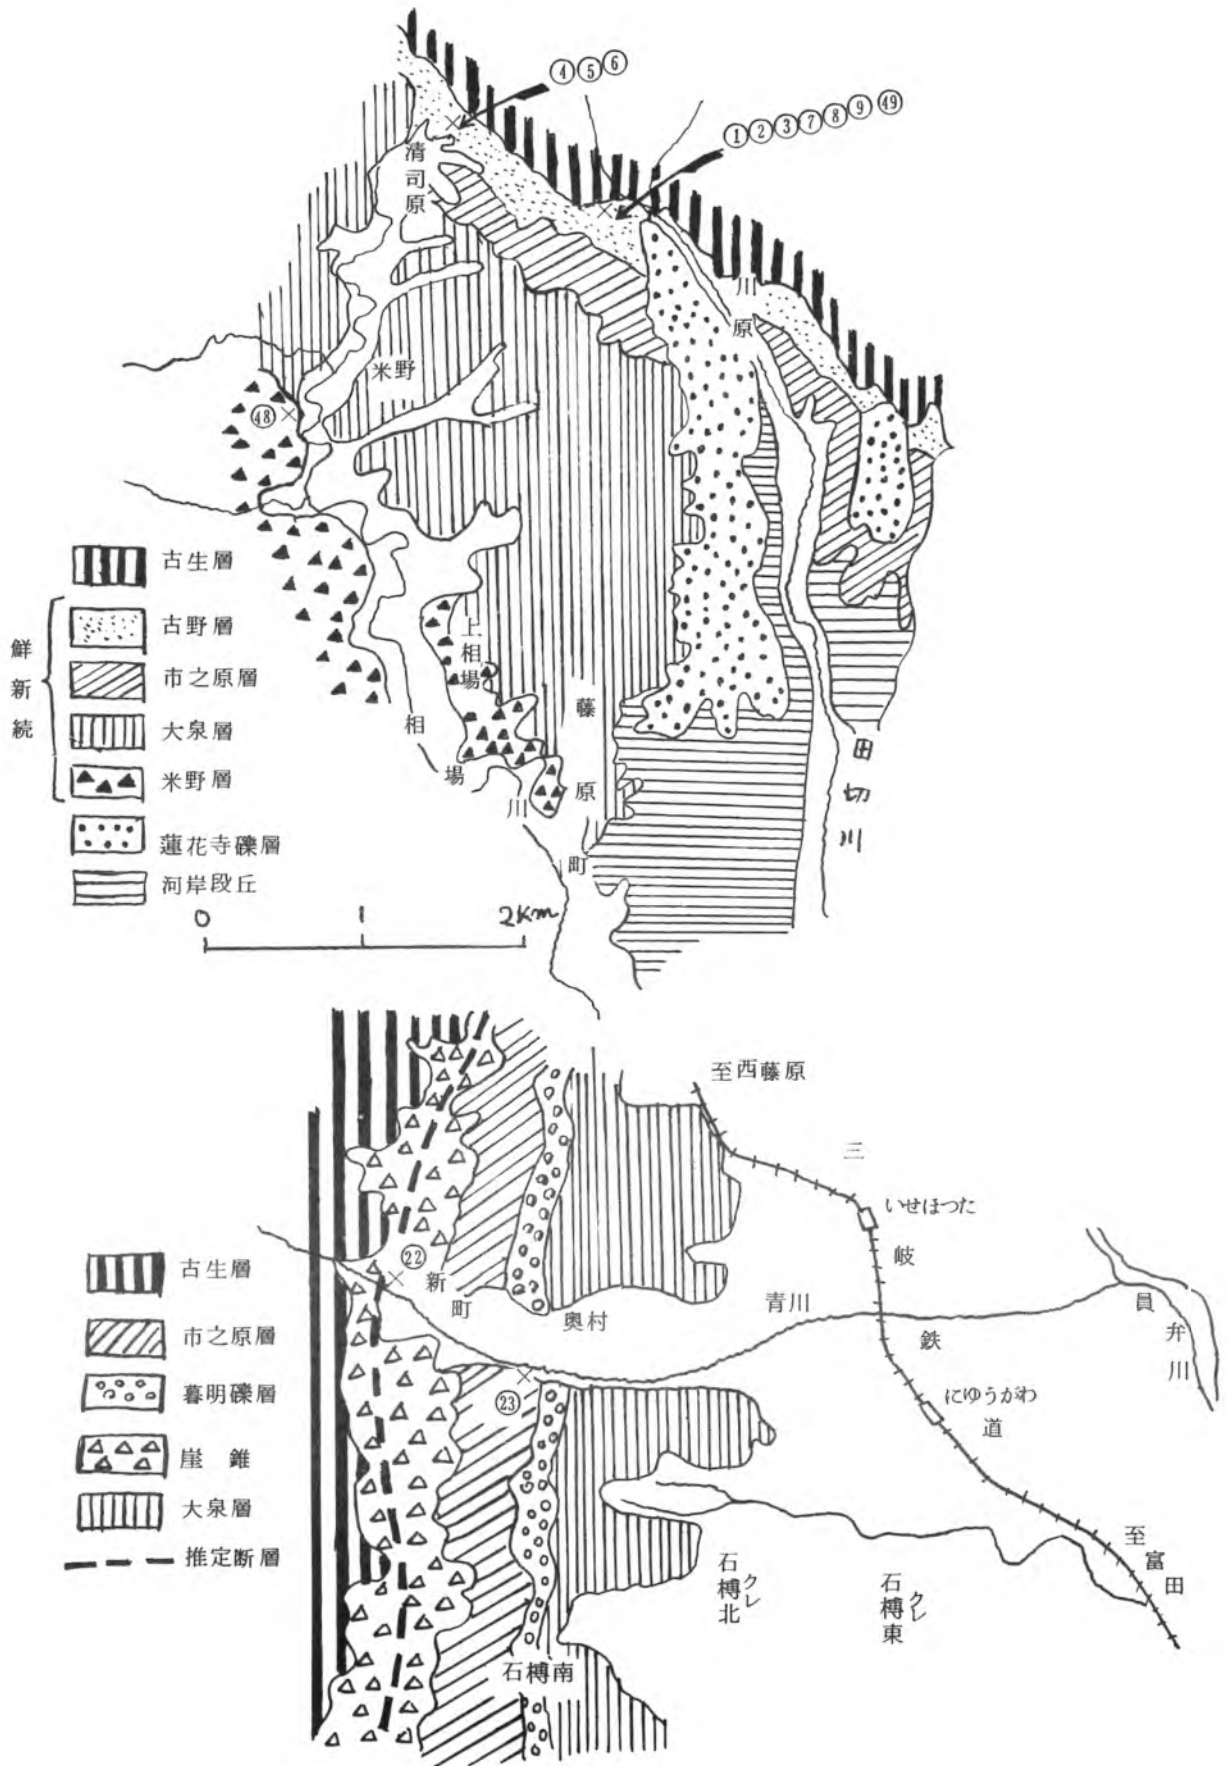 ④⑤⑥
①②③⑦⑧⑨㊾
清司原
川原
米野
㊽
古生層
鮮新続
古野層
市之原層
大泉層
米野層
蓮花寺礫層
河岸段丘
上相場
相場川
藤原町
田切川
0 1 2Km
至西藤原
三岐鉄道
いせはつた
㉒
新町
奥村
青川
員弁川
㉓
にゆうがわ
古生層
市之原層
暮明礫層
崖錐
大泉層
推定断層
石榑北
クレ
石榑東
クレ
至富田
石榑南